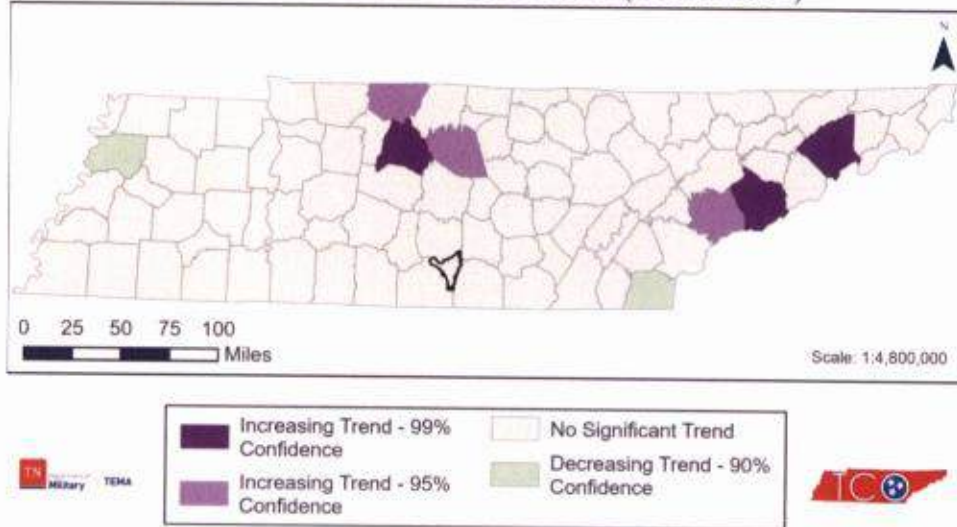 N
0 25 50 75 100
Miles
Scale: 1:4,800,000
Increasing Trend - 99%
Confidence
Increasing Trend - 95%
Confidence
No Significant Trend
Decreasing Trend - 90%
Confidence
TN
Military TEMA
TCO